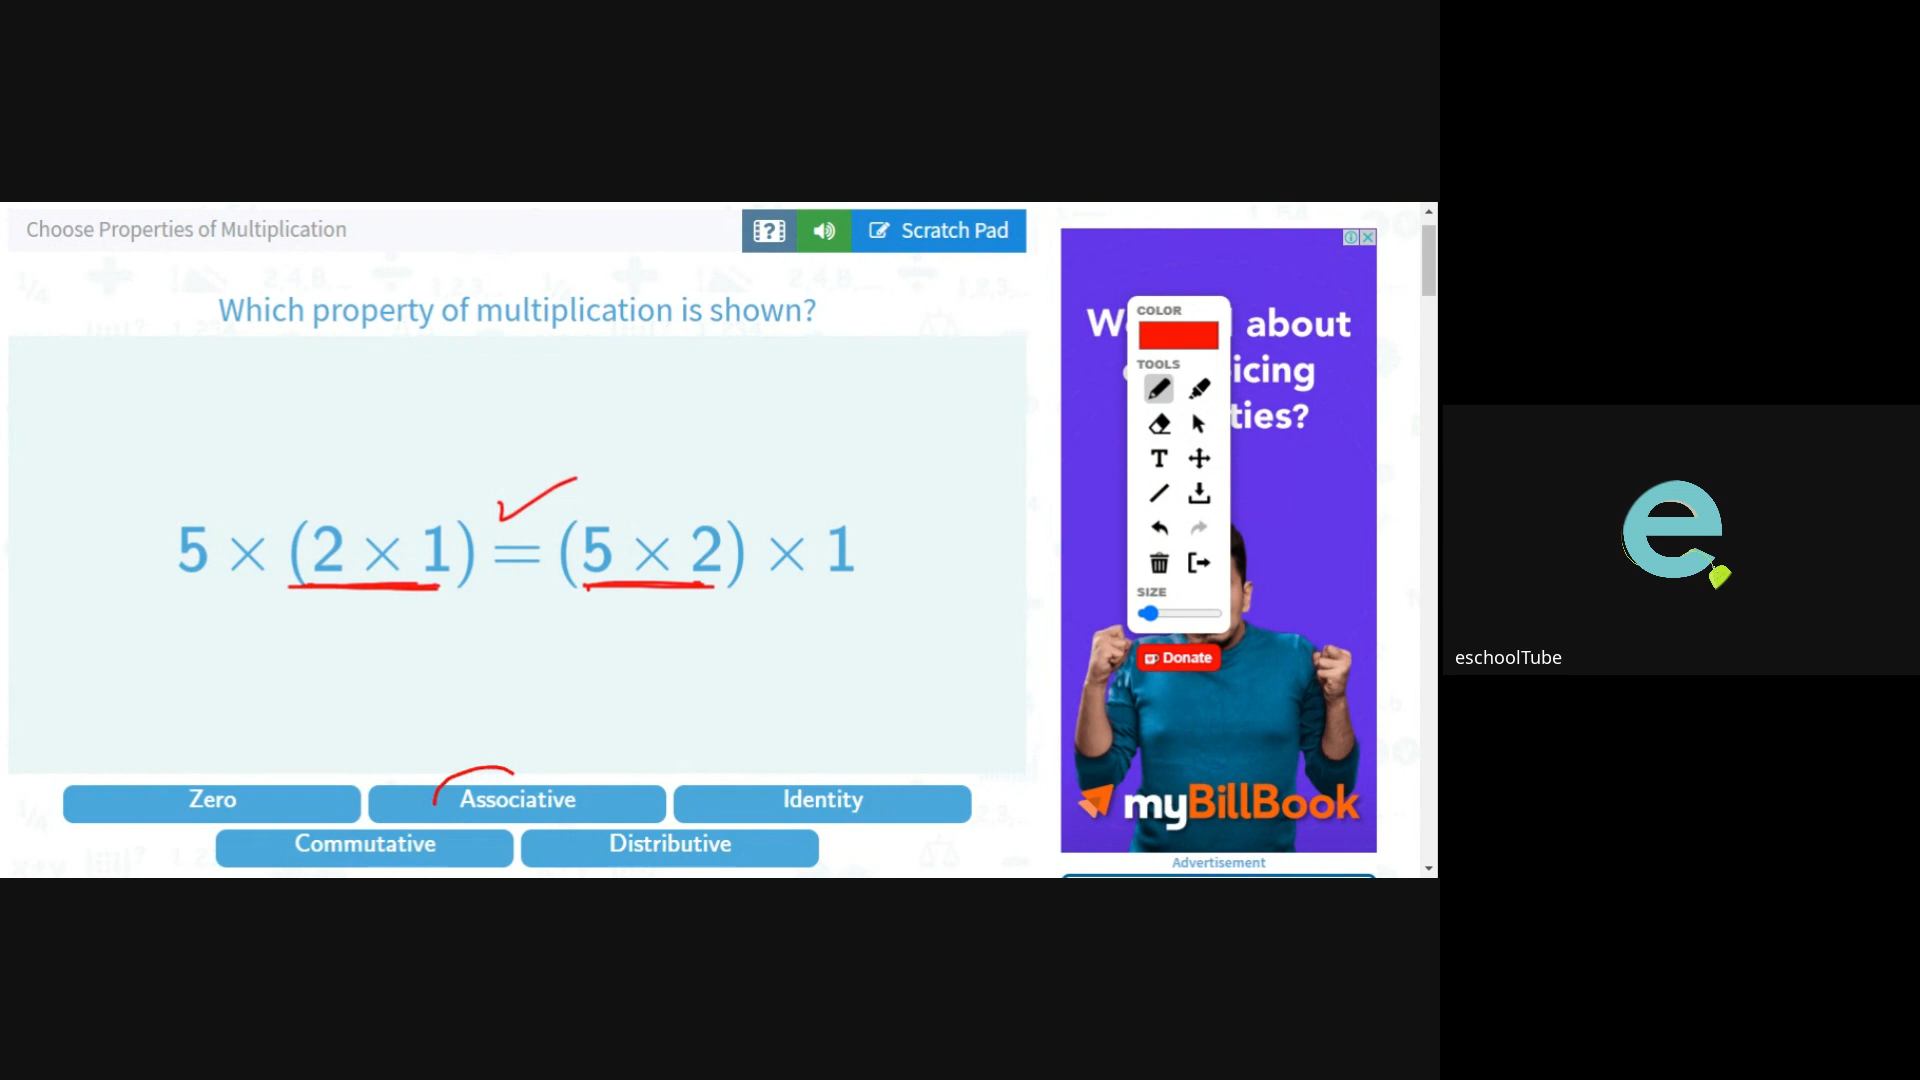 Choose Properties of Multiplication
Scratch Pad
Which property of multiplication is shown?
5 × (2 × 1) = (5 × 2) × 1
Zero
Associative
Identity
Commutative
Distributive
COLOR
TOOLS
T
SIZE
Donate
about
icing
ties?
myBillBook
Advertisement
eschoolTube